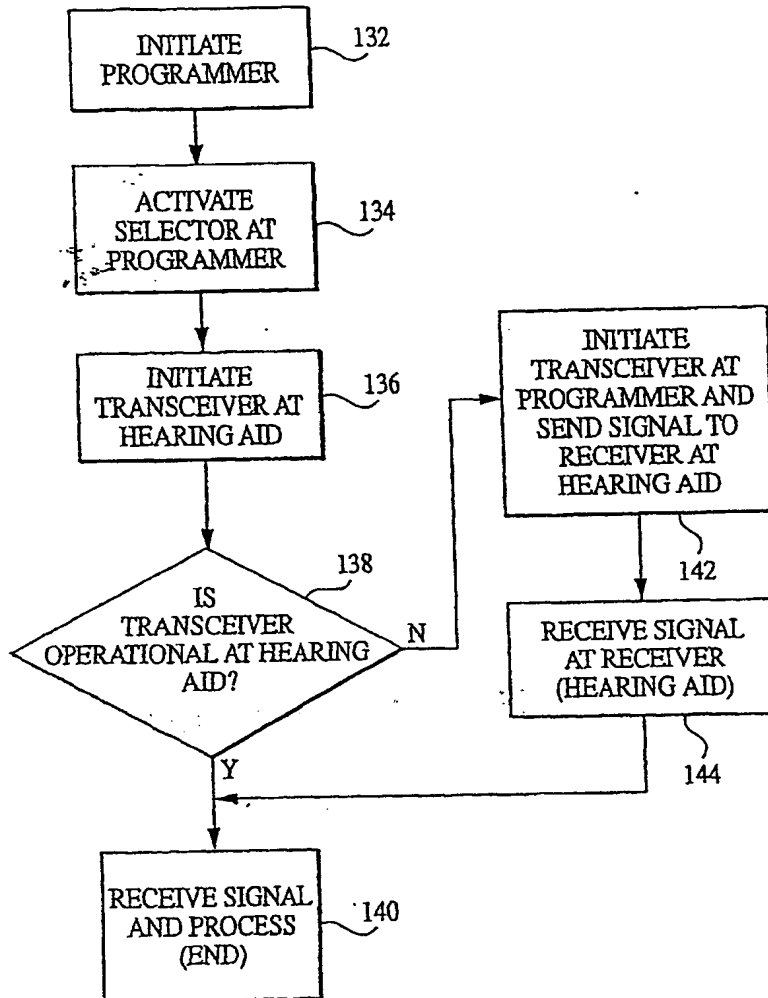 INITIATE
PROGRAMMER
132
ACTIVATE
SELECTOR AT
PROGRAMMER
134
INITIATE
TRANSCEIVER AT
HEARING AID
136
IS
TRANSCEIVER
OPERATIONAL AT HEARING
AID?
138
N
Y
INITIATE
TRANSCEIVER AT
PROGRAMMER AND
SEND SIGNAL TO
RECEIVER AT
HEARING AID
142
RECEIVE SIGNAL
AT RECEIVER
(HEARING AID)
144
RECEIVE SIGNAL
AND PROCESS
(END)
140